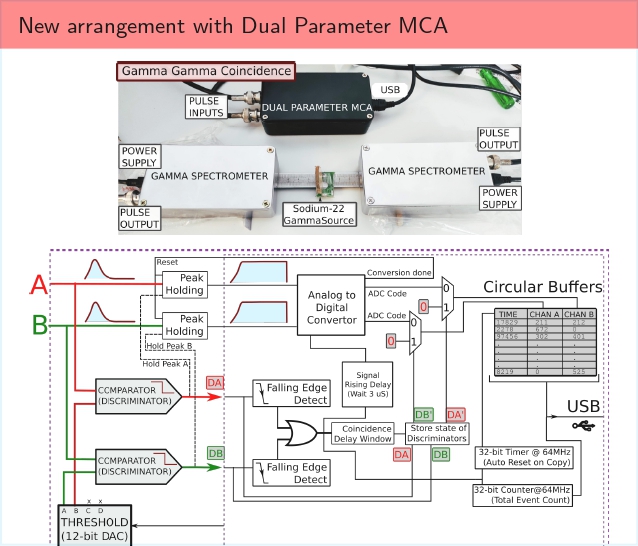 New arrangement with Dual Parameter MCA
Gamma Gamma Coincidence
PULSE
INPUTS
DUAL PARAMETER MCA
USB
POWER
SUPPLY
GAMMA SPECTROMETER
PULSE
OUTPUT
Sodium-22
GammaSource
GAMMA SPECTROMETER
PULSE
OUTPUT
POWER
SUPPLY
A
B
Reset
Peak
Holding
Peak
Holding
Hold Peak B
Hold Peak A
Analog to
Digital
Convertor
Conversion done
ADC Code
ADC Code
0
0
1
0
0
1
Circular Buffers
TIME CHAN A CHAN B
17829 211 212
2278 672 0
97456 302 401
8219 0 525
USB
COMPARATOR
(DISCRIMINATOR)
DA
COMPARATOR
(DISCRIMINATOR)
DB
Falling Edge
Detect
Falling Edge
Detect
Signal
Rising Delay
(Wait 3 uS)
Coincidence
Delay Window
DB'
DA'
Store state of
Discriminators
DA
DB
32-bit Timer @ 64MHz
(Auto Reset on Copy)
32-bit Counter@64MHz
(Total Event Count)
x x
A B C D
THRESHOLD
(12-bit DAC)